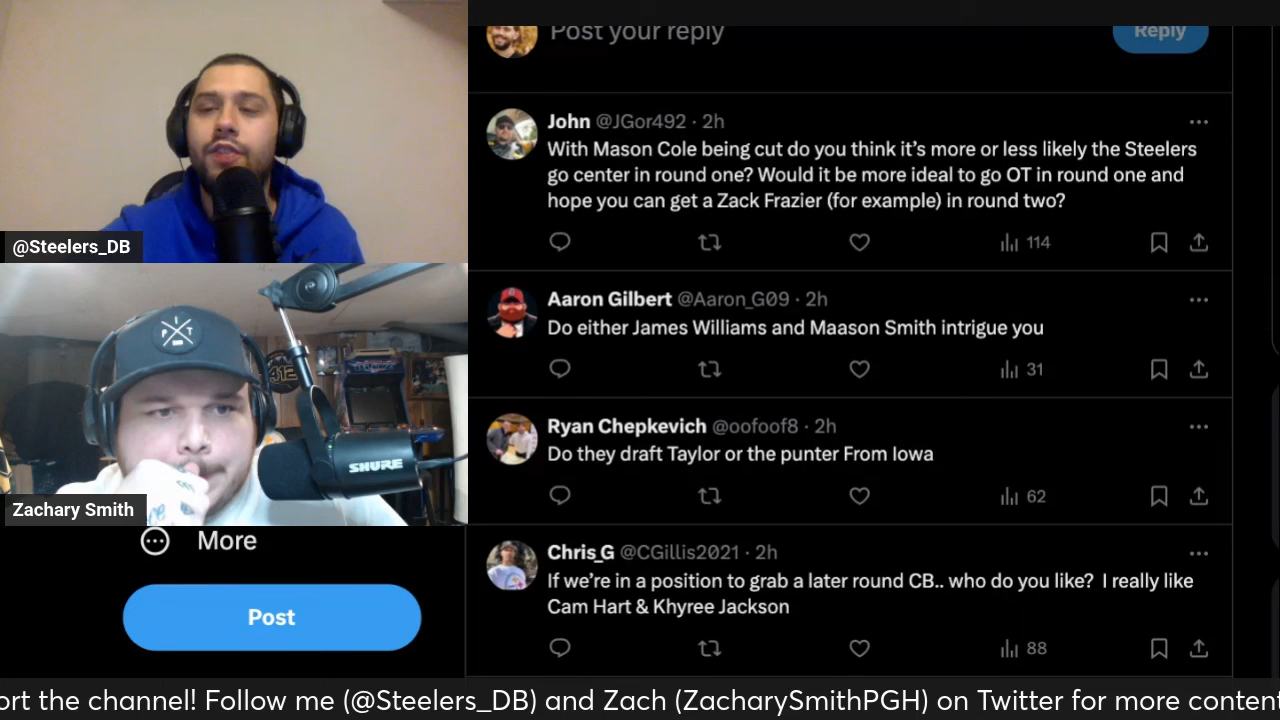 Post your reply
Reply
John @JGor492 · 2h
With Mason Cole being cut do you think it’s more or less likely the Steelers
go center in round one? Would it be more ideal to go OT in round one and
hope you can get a Zack Frazier (for example) in round two?
114
@Steelers_DB
Aaron Gilbert @Aaron_G09 · 2h
Do either James Williams and Maason Smith intrigue you
31
PIT
412
SHURE
Zachary Smith
Ryan Chepkevich @oofoof8 · 2h
Do they draft Taylor or the punter From Iowa
62
More
Post
Chris_G @CGillis2021 · 2h
If we’re in a position to grab a later round CB.. who do you like?  I really like
Cam Hart & Khyree Jackson
88
ort the channel! Follow me (@Steelers_DB) and Zach (ZacharySmithPGH) on Twitter for more content